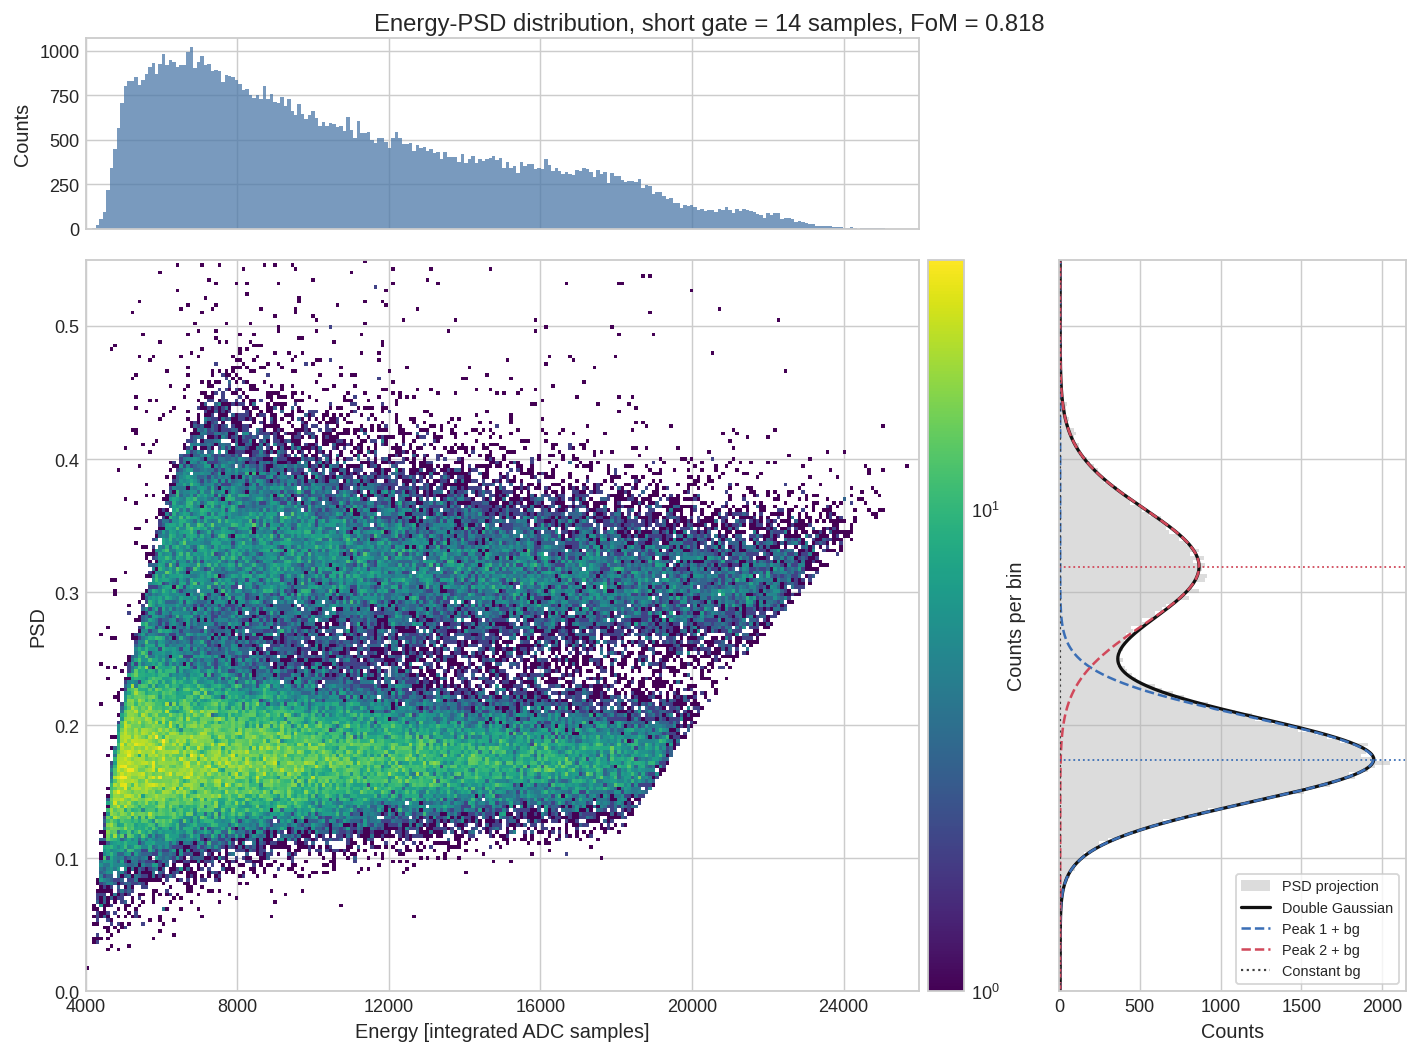 Energy-PSD distribution, short gate = 14 samples, FoM = 0.818
Counts
1000
750
500
250
0
PSD
0.5
0.4
0.3
0.2
0.1
0.0
4000 8000 12000 16000 20000 24000
Energy [integrated ADC samples]
10¹
10⁰
Counts per bin
PSD projection
Double Gaussian
Peak 1 + bg
Peak 2 + bg
Constant bg
0 500 1000 1500 2000
Counts